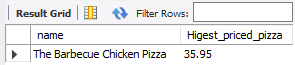 Result Grid Filter Rows:
name Higest_priced_pizza
The Barbecue Chicken Pizza 35.95